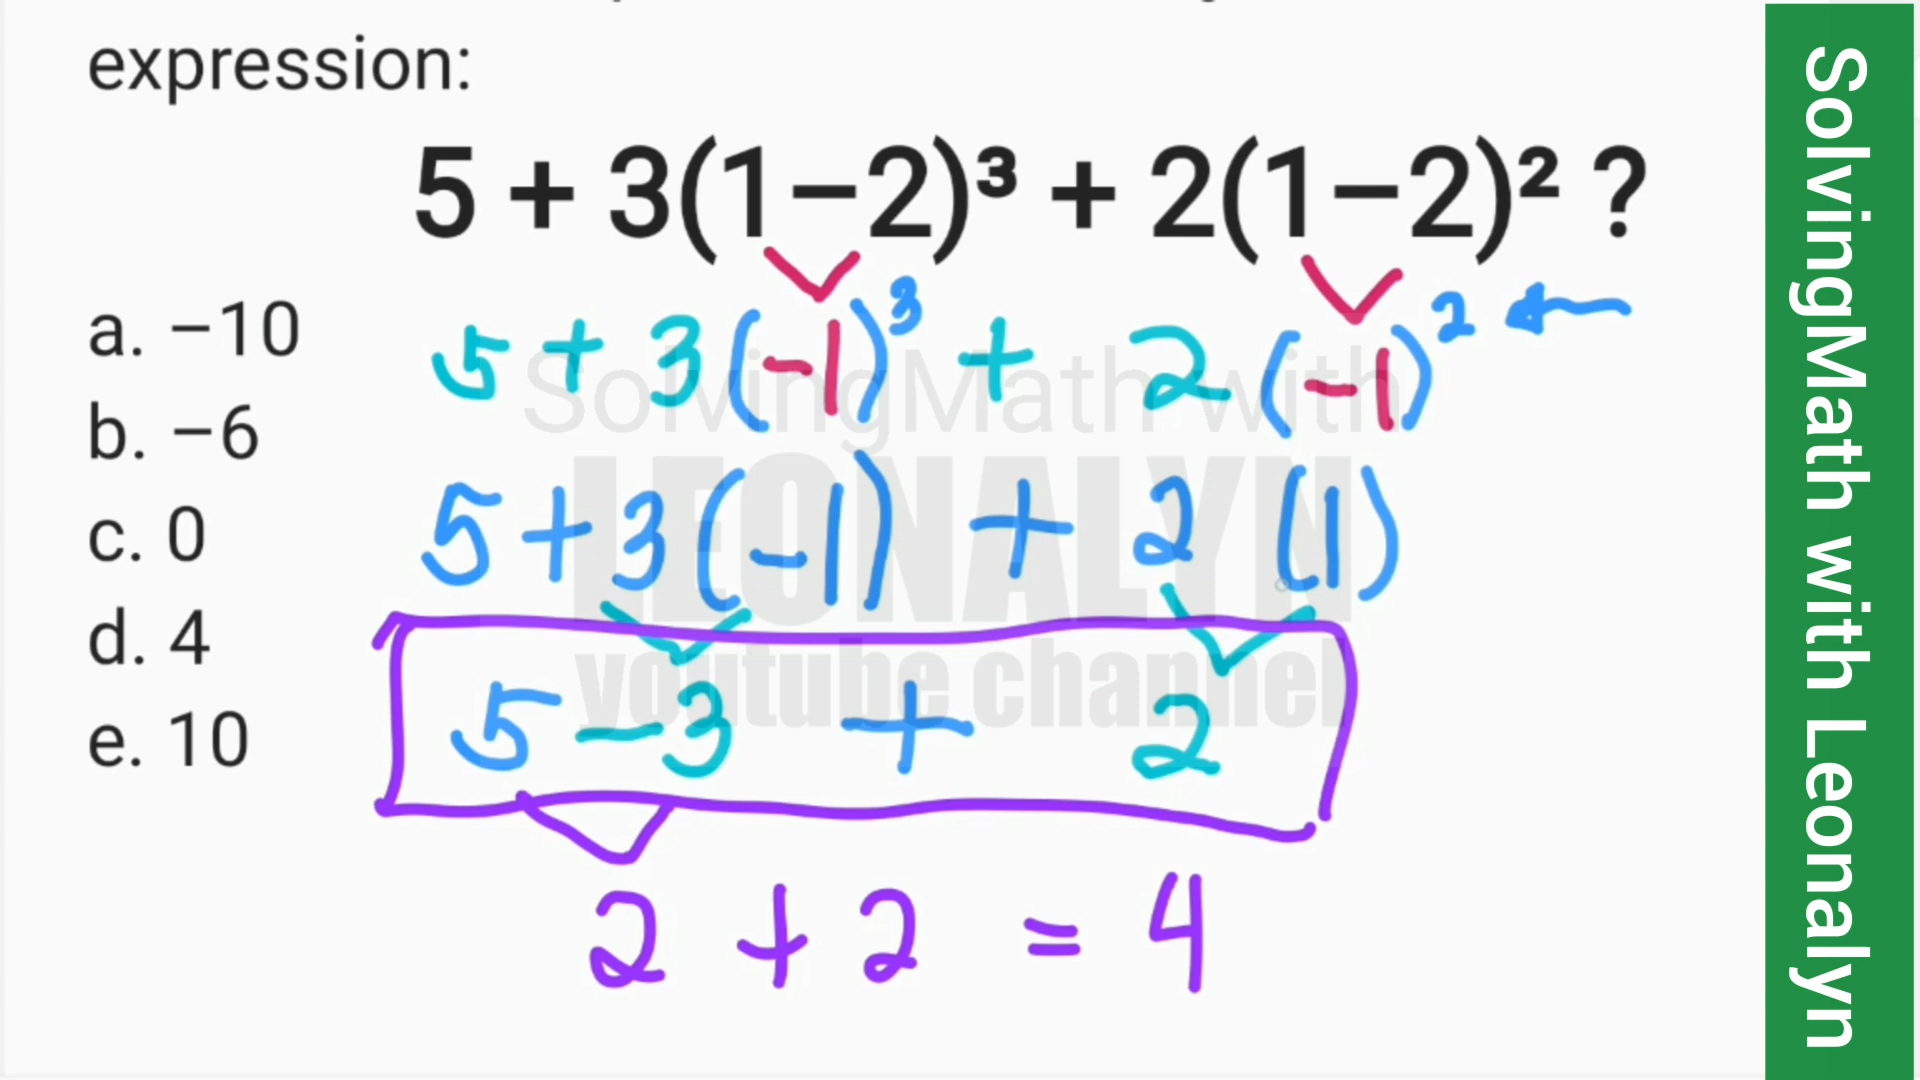 expression:
5 + 3(1−2)³ + 2(1−2)² ?
a. −10
b. −6
c. 0
d. 4
e. 10
5 + 3(-1)³ + 2(-1)²
5 + 3(-1) + 2(1)
5 - 3 + 2
2 + 2 = 4
SolvingMath with
LEONALYN
youtube channel
SolvingMath with Leonalyn